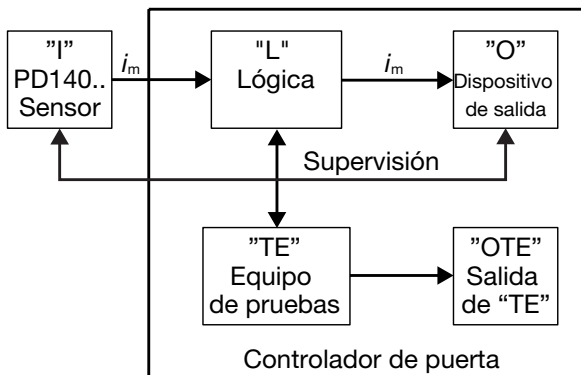 ”I”
PD140..
Sensor
im
"L"
Lógica
im
”O”
Dispositivo
de salida
Supervisión
”TE”
Equipo
de pruebas
”OTE”
Salida
de “TE”
Controlador de puerta